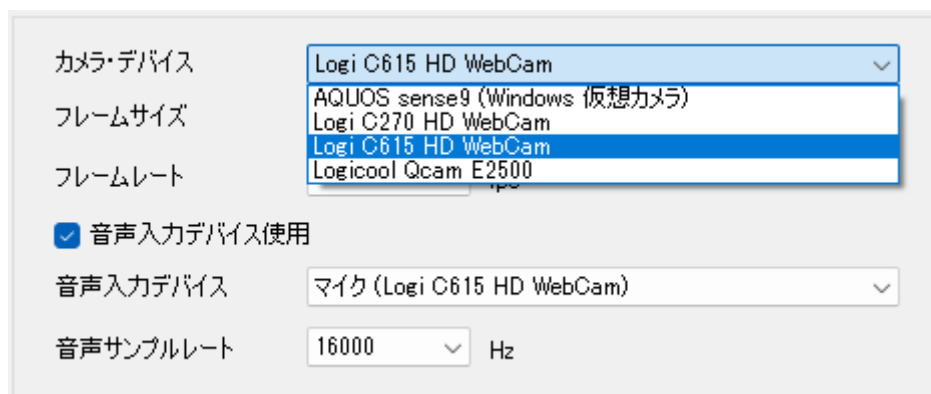 カメラ・デバイス Logi C615 HD WebCam
AQUOS sense9 (Windows 仮想カメラ)
フレームサイズ Logi C270 HD WebCam
Logi C615 HD WebCam
フレームレート Logicool Qcam E2500
音声入力デバイス使用
音声入力デバイス マイク (Logi C615 HD WebCam)
音声サンプルレート 16000 Hz